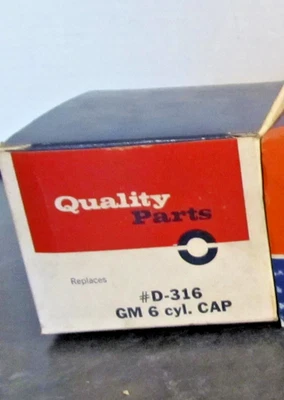 Quality
Parts
Replaces
#D-316
GM 6 cyl. CAP